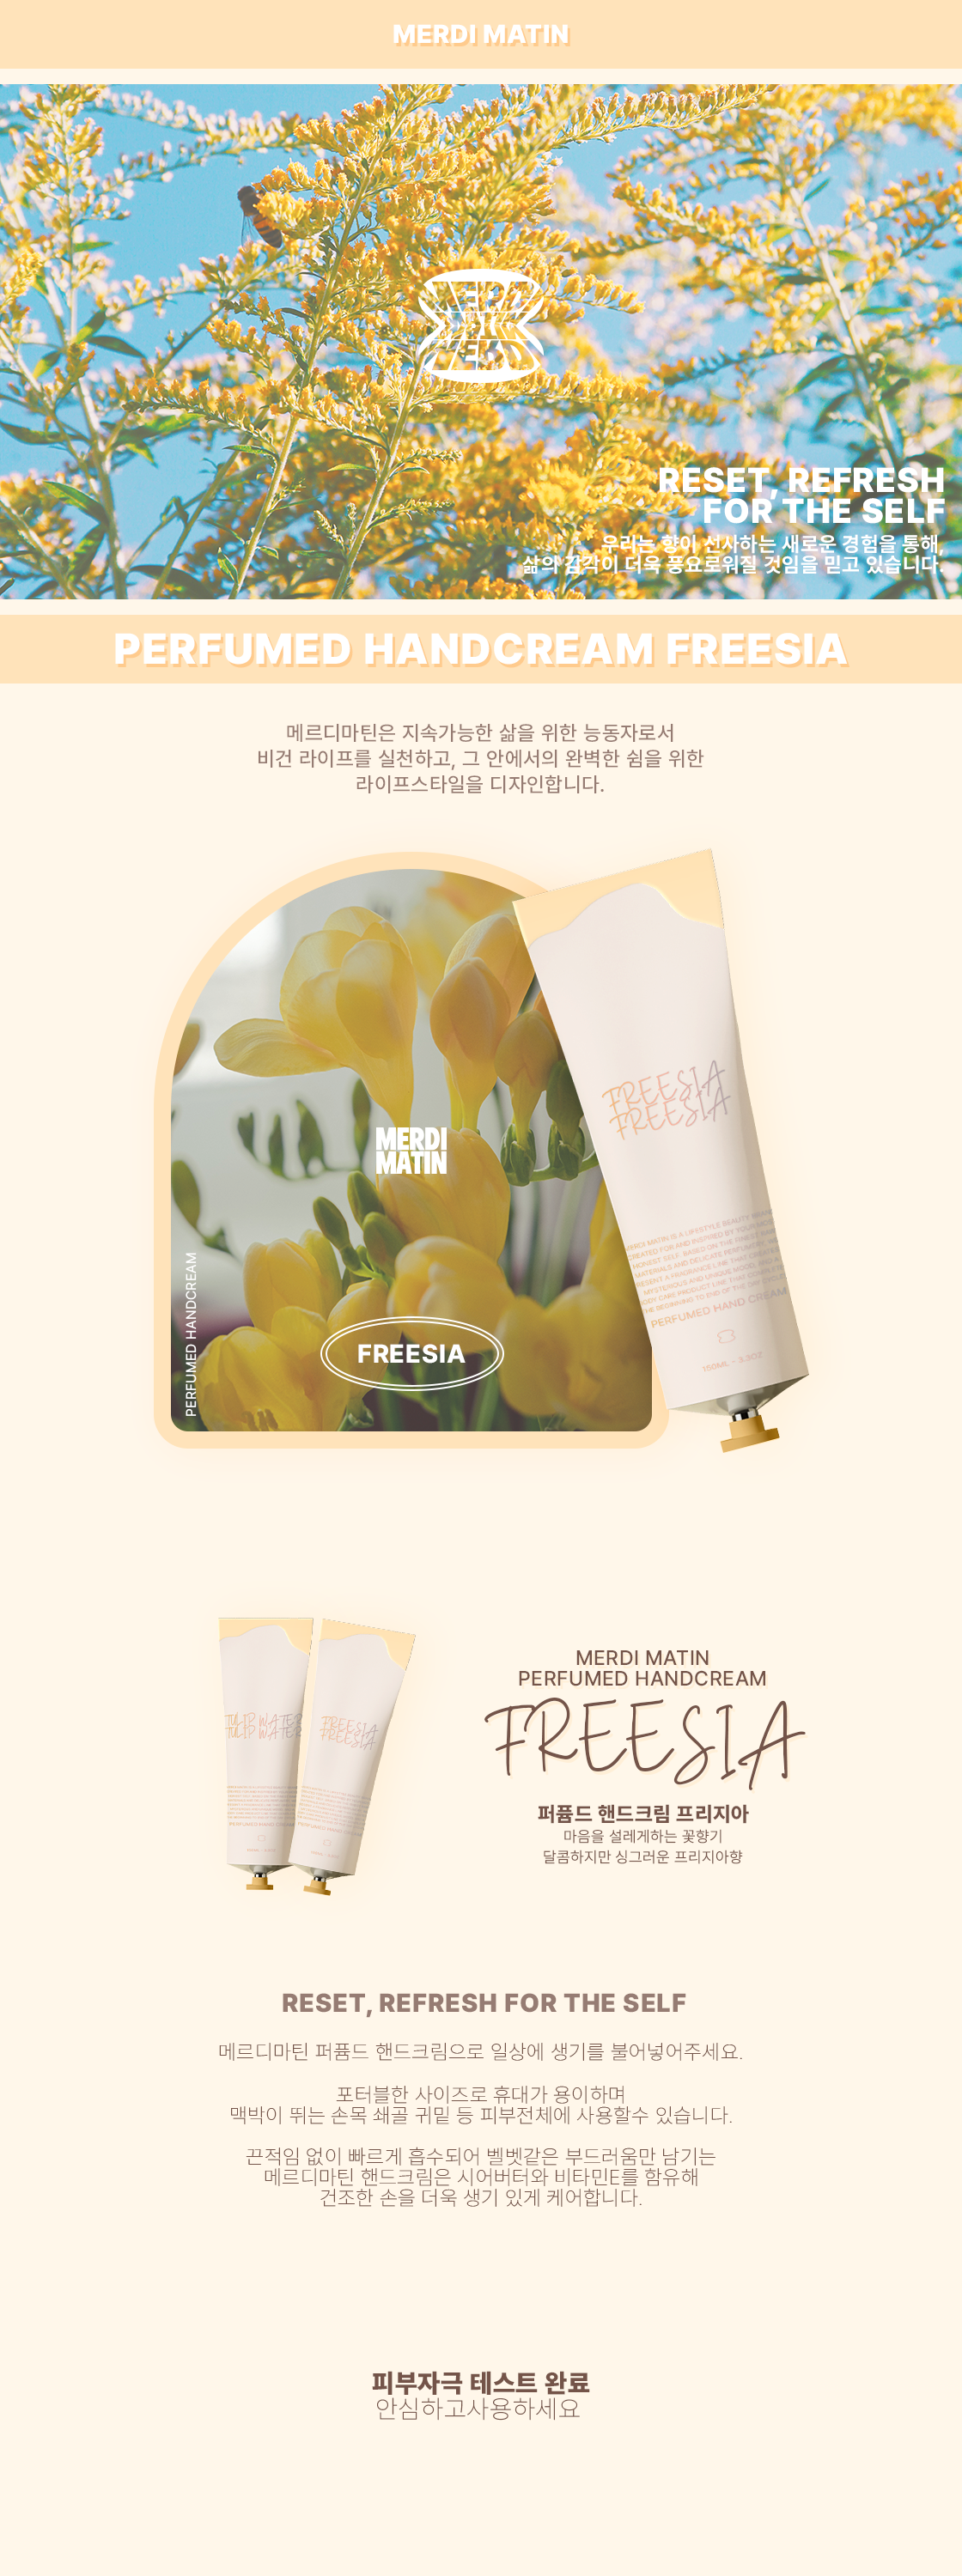 MERDI MATIN
RESET, REFRESH
FOR THE SELF
우리는 향이 선사하는 새로운 경험을 통해,
삶의 감각이 더욱 풍요로워질 것임을 믿고 있습니다.
PERFUMED HANDCREAM FREESIA
메르디마틴은 지속가능한 삶을 위한 능동자로서
비건 라이프를 실천하고, 그 안에서의 완벽한 쉼을 위한
라이프스타일을 디자인합니다.
MERDI
MATIN
PERFUMED HANDCREAM
FREESIA
FREESIA
FREESIA
PERFUMED HAND CREAM
TULIP WATER
TULIP WATER
FREESIA
FREESIA
MERDI MATIN
PERFUMED HANDCREAM
FREESIA
퍼퓸드 핸드크림 프리지아
마음을 설레게하는 꽃향기
달콤하지만 싱그러운 프리지아향
RESET, REFRESH FOR THE SELF
메르디마틴 퍼퓸드 핸드크림으로 일상에 생기를 불어넣어주세요.
포터블한 사이즈로 휴대가 용이하며
맥박이 뛰는 손목 쇄골 귀밑 등 피부전체에 사용할수 있습니다.
끈적임 없이 빠르게 흡수되어 벨벳같은 부드러움만 남기는
메르디마틴 핸드크림은 시어버터와 비타민E를 함유해
건조한 손을 더욱 생기 있게 케어합니다.
피부자극 테스트 완료
안심하고사용하세요